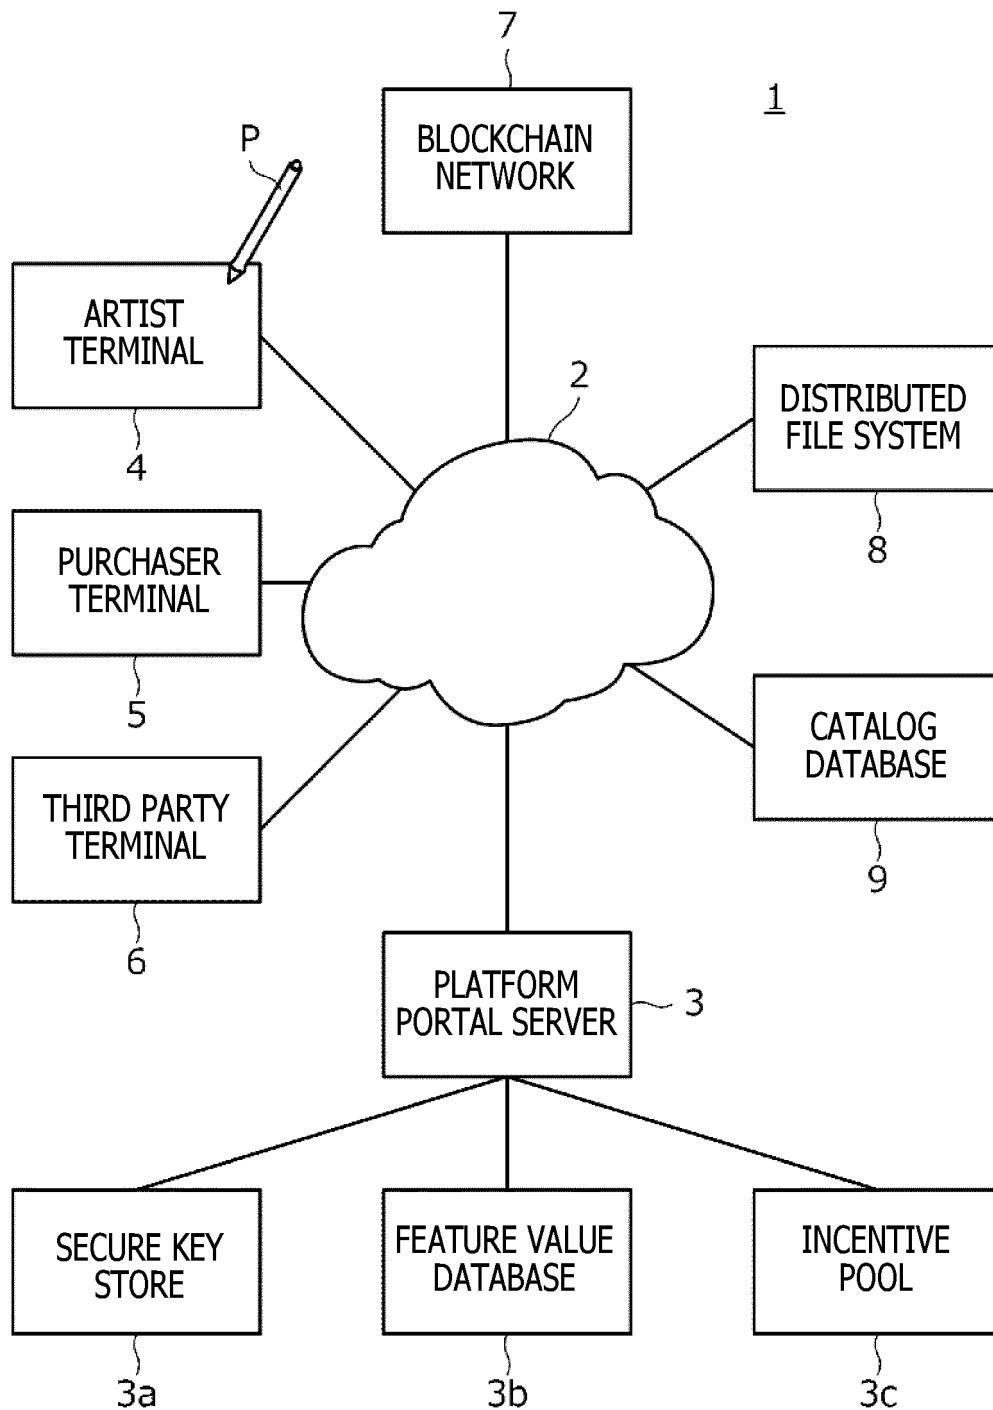 7
1
BLOCKCHAIN
NETWORK
P
ARTIST
TERMINAL
4
2
DISTRIBUTED
FILE SYSTEM
8
PURCHASER
TERMINAL
5
CATALOG
DATABASE
9
THIRD PARTY
TERMINAL
6
PLATFORM
PORTAL SERVER
3
SECURE KEY
STORE
3a
FEATURE VALUE
DATABASE
3b
INCENTIVE
POOL
3c